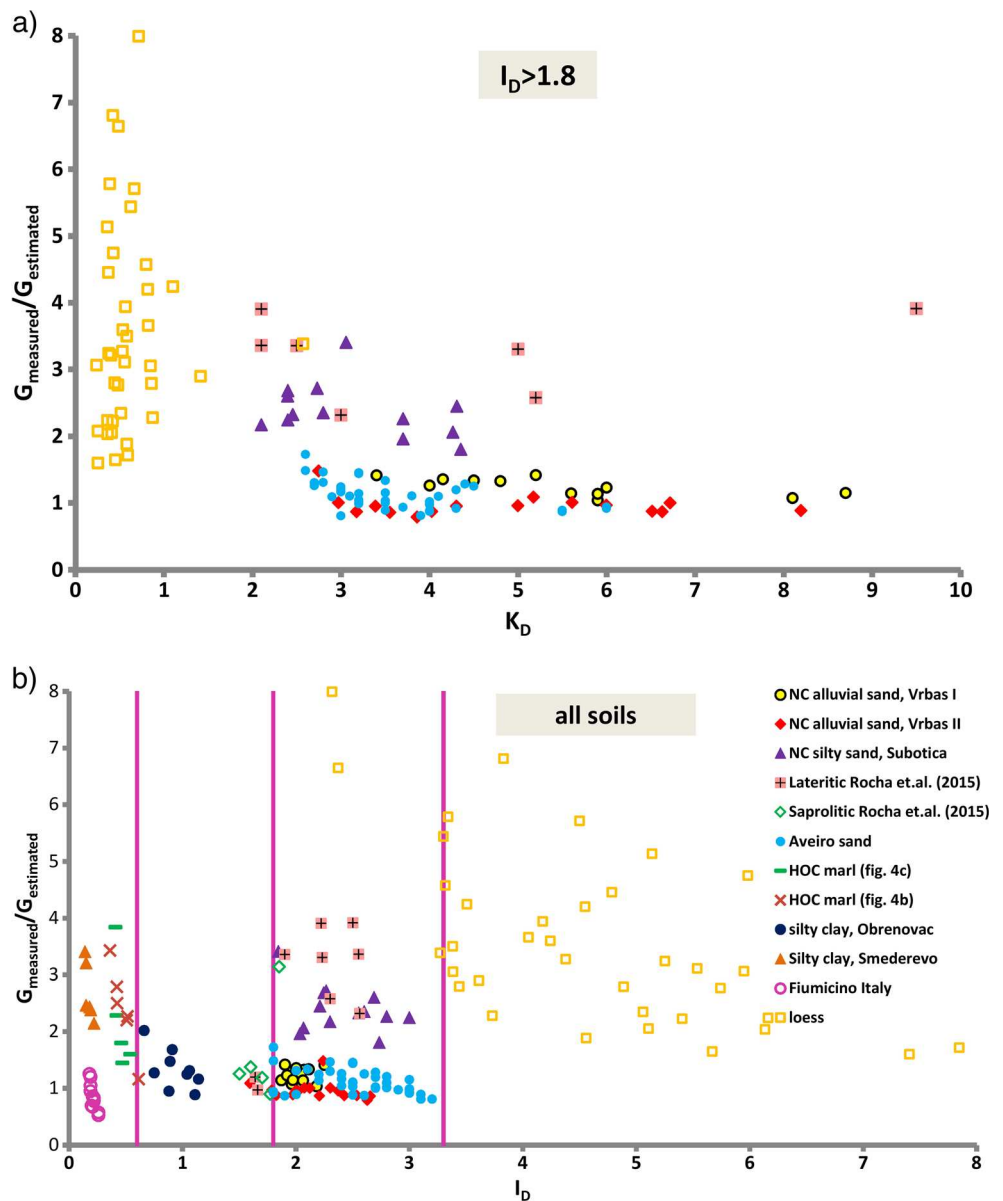 a)
I_D>1.8
G_measured/G_estimated
8
7
6
5
4
3
2
1
0
0 1 2 3 4 5 6 7 8 9 10
K_D
b)
all soils
G_measured/G_estimated
8
7
6
5
4
3
2
1
0
NC alluvial sand, Vrbas I
NC alluvial sand, Vrbas II
NC silty sand, Subotica
Lateritic Rocha et.al. (2015)
Saprolitic Rocha et.al. (2015)
Aveiro sand
HOC marl (fig. 4c)
HOC marl (fig. 4b)
silty clay, Obrenovac
Silty clay, Smederevo
Fiumicino Italy
loess
0 1 2 3 4 5 6 7 8
I_D